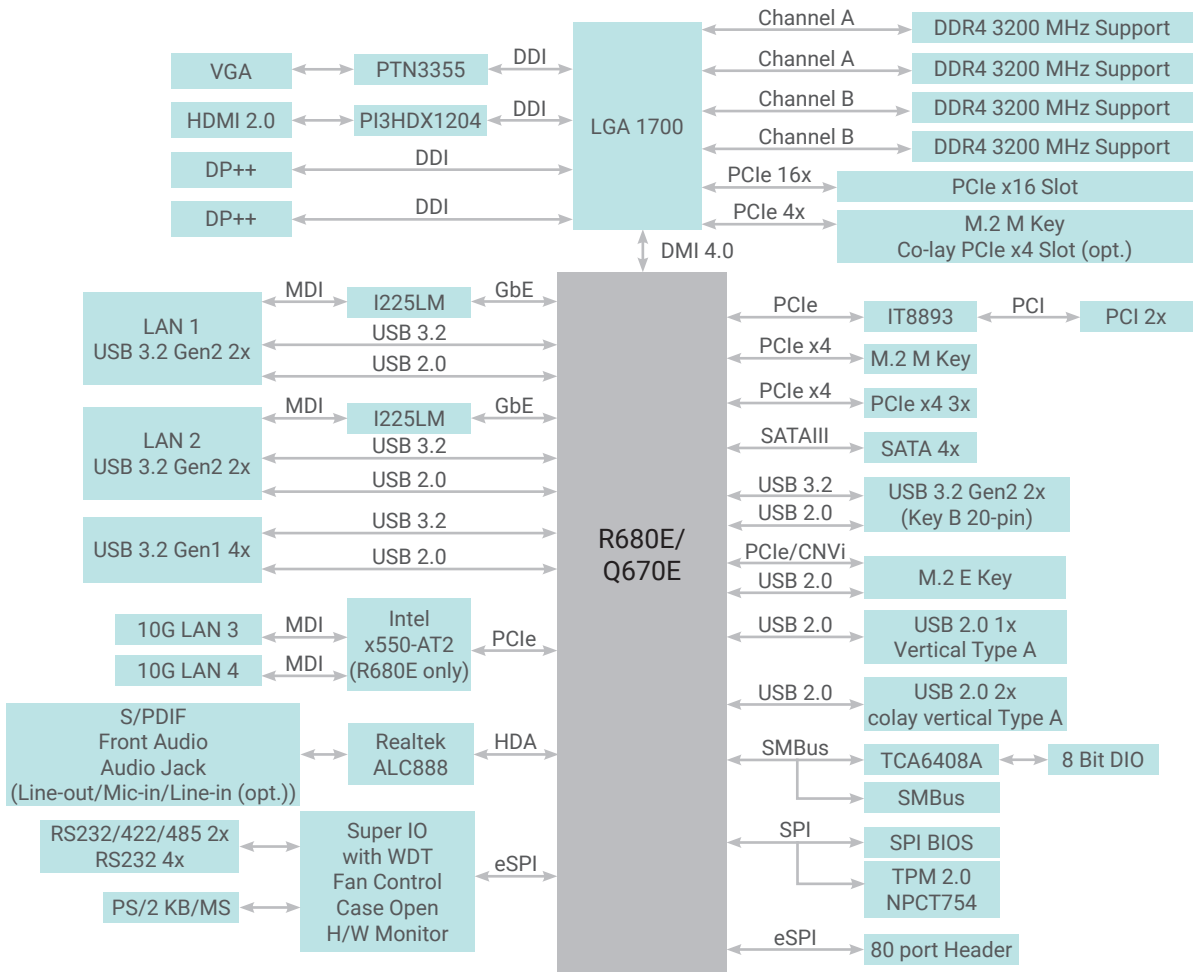 Channel A
DDR4 3200 MHz Support
DDI
VGA
PTN3355
Channel A
DDR4 3200 MHz Support
Channel B
DDR4 3200 MHz Support
DDI
HDMI 2.0
PI3HDX1204
LGA 1700
Channel B
DDR4 3200 MHz Support
DDI
DP++
PCIe 16x
PCIe x16 Slot
DDI
DP++
PCIe 4x
M.2 M Key
Co-lay PCIe x4 Slot (opt.)
DMI 4.0
LAN 1
USB 3.2 Gen2 2x
MDI
I225LM
GbE
USB 3.2
USB 2.0
LAN 2
USB 3.2 Gen2 2x
MDI
I225LM
GbE
USB 3.2
USB 2.0
USB 3.2 Gen1 4x
USB 3.2
USB 2.0
10G LAN 3
MDI
10G LAN 4
MDI
Intel
x550-AT2
(R680E only)
PCIe
S/PDIF
Front Audio
Audio Jack
(Line-out/Mic-in/Line-in (opt.))
Realtek
ALC888
HDA
RS232/422/485 2x
RS232 4x
PS/2 KB/MS
Super IO
with WDT
Fan Control
Case Open
H/W Monitor
eSPI
R680E/
Q670E
PCIe
IT8893
PCI
PCI 2x
PCIe x4
M.2 M Key
PCIe x4
PCIe x4 3x
SATAIII
SATA 4x
USB 3.2
USB 2.0
USB 3.2 Gen2 2x
(Key B 20-pin)
PCIe/CNVi
USB 2.0
M.2 E Key
USB 2.0
USB 2.0 1x
Vertical Type A
USB 2.0
USB 2.0 2x
colay vertical Type A
SMBus
TCA6408A
8 Bit DIO
SMBus
SPI
SPI BIOS
TPM 2.0
NPCT754
eSPI
80 port Header